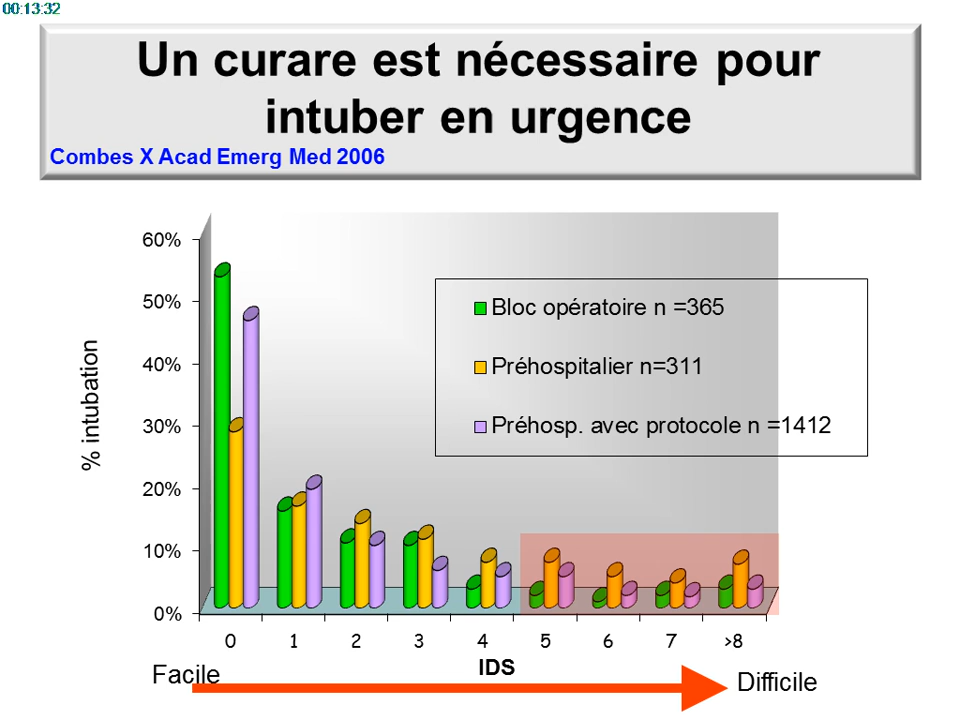 00:13:32
Un curare est nécessaire pour
intuber en urgence
Combes X Acad Emerg Med 2006
60%
50%
40%
30%
20%
10%
0%
% intubation
Bloc opératoire n =365
Préhospitalier n=311
Préhosp. avec protocole n =1412
0 1 2 3 4 5 6 7 >8
IDS
Facile
Difficile